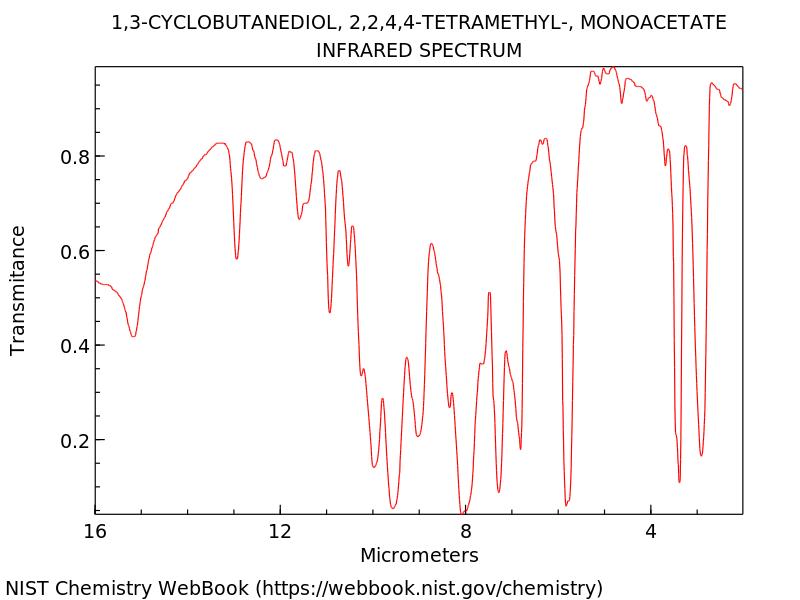 1,3-CYCLOBUTANEDIOL, 2,2,4,4-TETRAMETHYL-, MONOACETATE
INFRARED SPECTRUM
0.8
0.6
0.4
0.2
Transmitance
16 12 8 4
Micrometers
NIST Chemistry WebBook (https://webbook.nist.gov/chemistry)